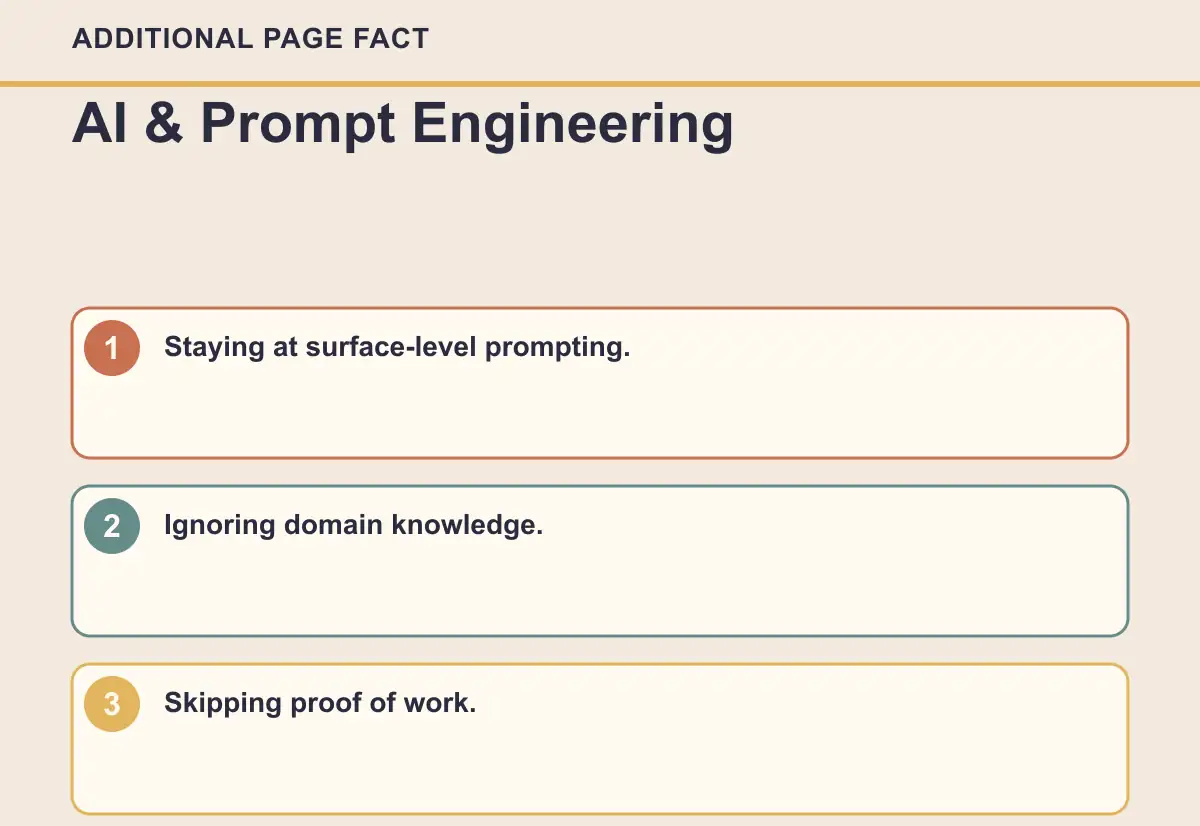 ADDITIONAL PAGE FACT
AI & Prompt Engineering
1 Staying at surface-level prompting.
2 Ignoring domain knowledge.
3 Skipping proof of work.